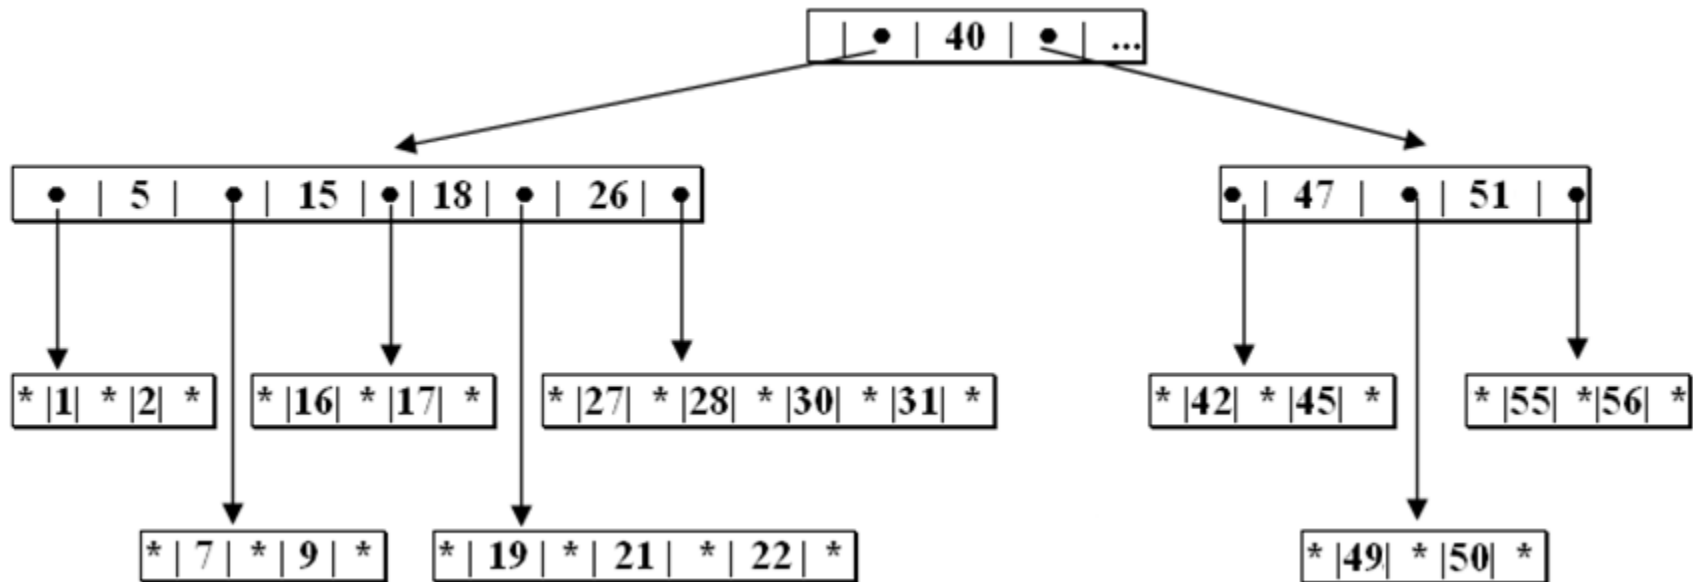 | | 40 | | ...
| 5 | | 15 | | 18 | | 26 |
| 47 | | 51 |
* |1| * |2| *
* |16| * |17| *
* |27| * |28| * |30| * |31| *
* |42| * |45| *
* |55| *|56| *
* | 7 | * | 9 | *
* | 19 | * | 21 * | 22 | *
* |49| * |50| *